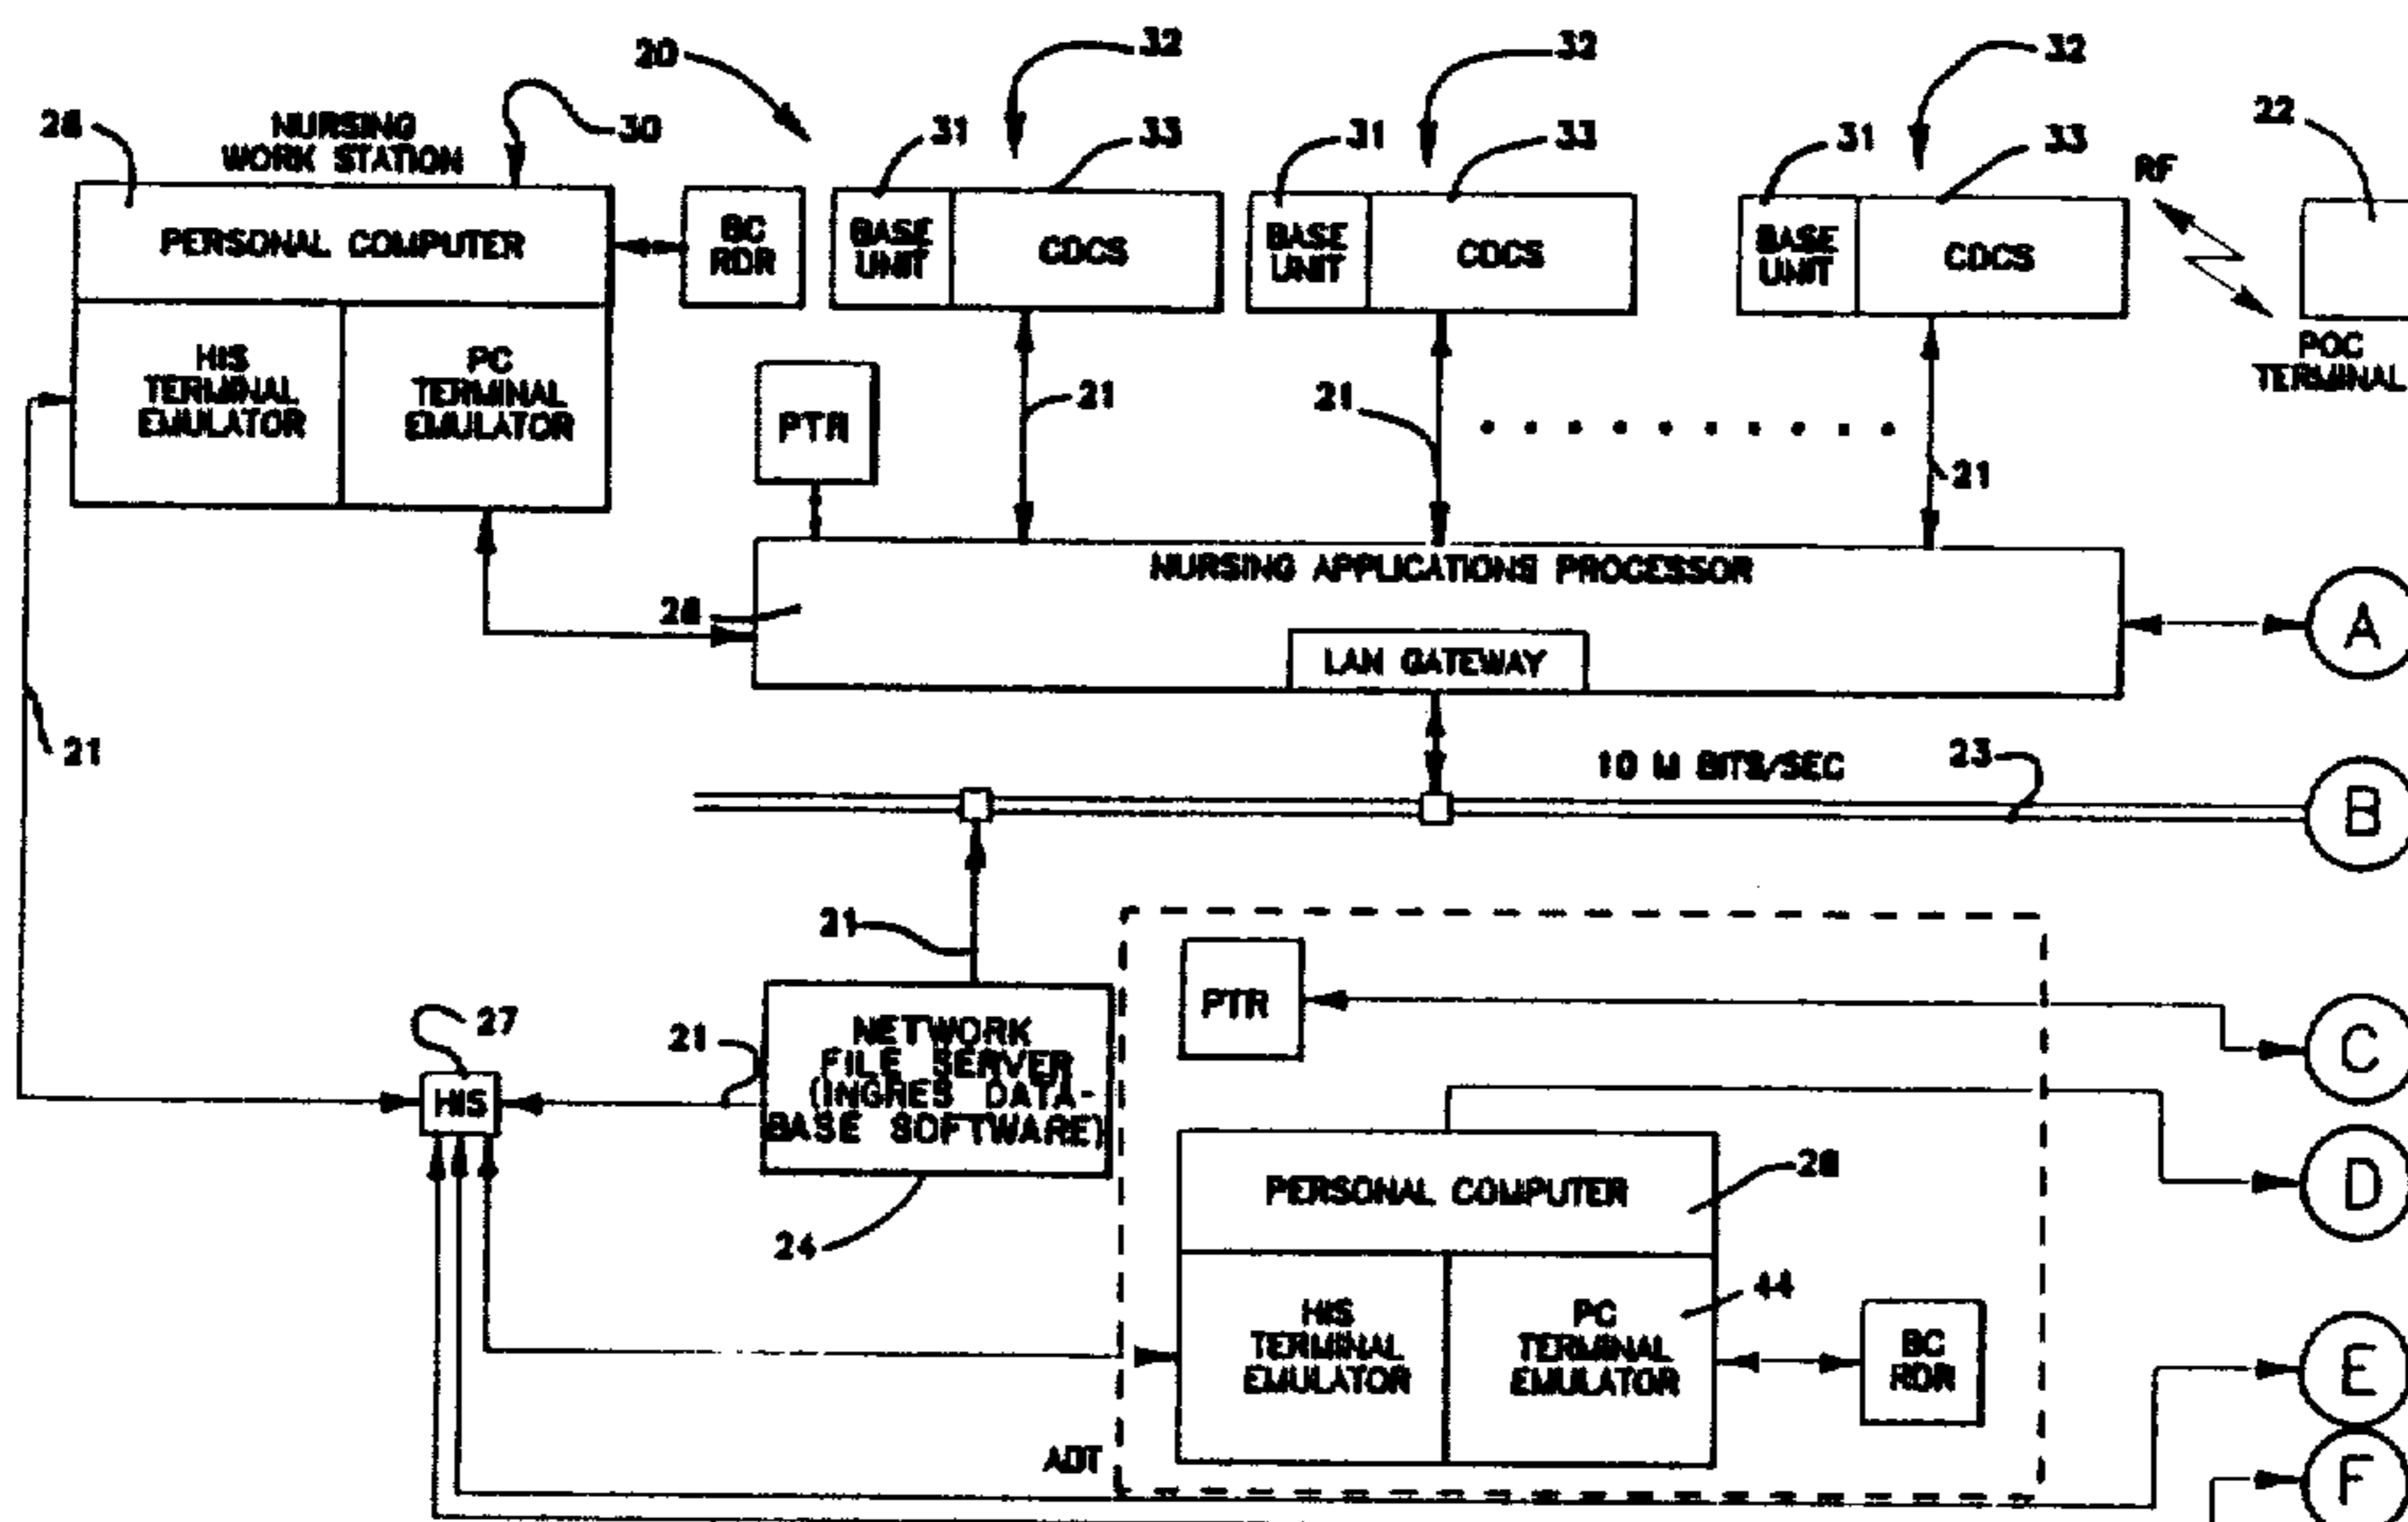 20
32
32
32
28
NURSING
WORK STATION
30
31
33
31
33
31
33
22
RF
PERSONAL COMPUTER
BC
RDR
BASE
UNIT
CDCS
BASE
UNIT
CDCS
BASE
UNIT
CDCS
POC
TERMINAL
HIS
TERMINAL
EMULATOR
PC
TERMINAL
EMULATOR
PTR
21
21
21
NURSING APPLICATIONS PROCESSOR
LAN GATEWAY
A
21
10 M BITS/SEC
23
B
21
PTR
C
27
HIS
21
NETWORK
FILE SERVER
(INGRES DATA-
BASE SOFTWARE)
24
PERSONAL COMPUTER
28
D
HIS
TERMINAL
EMULATOR
PC
TERMINAL
EMULATOR
44
BC
RDR
E
ADT
F